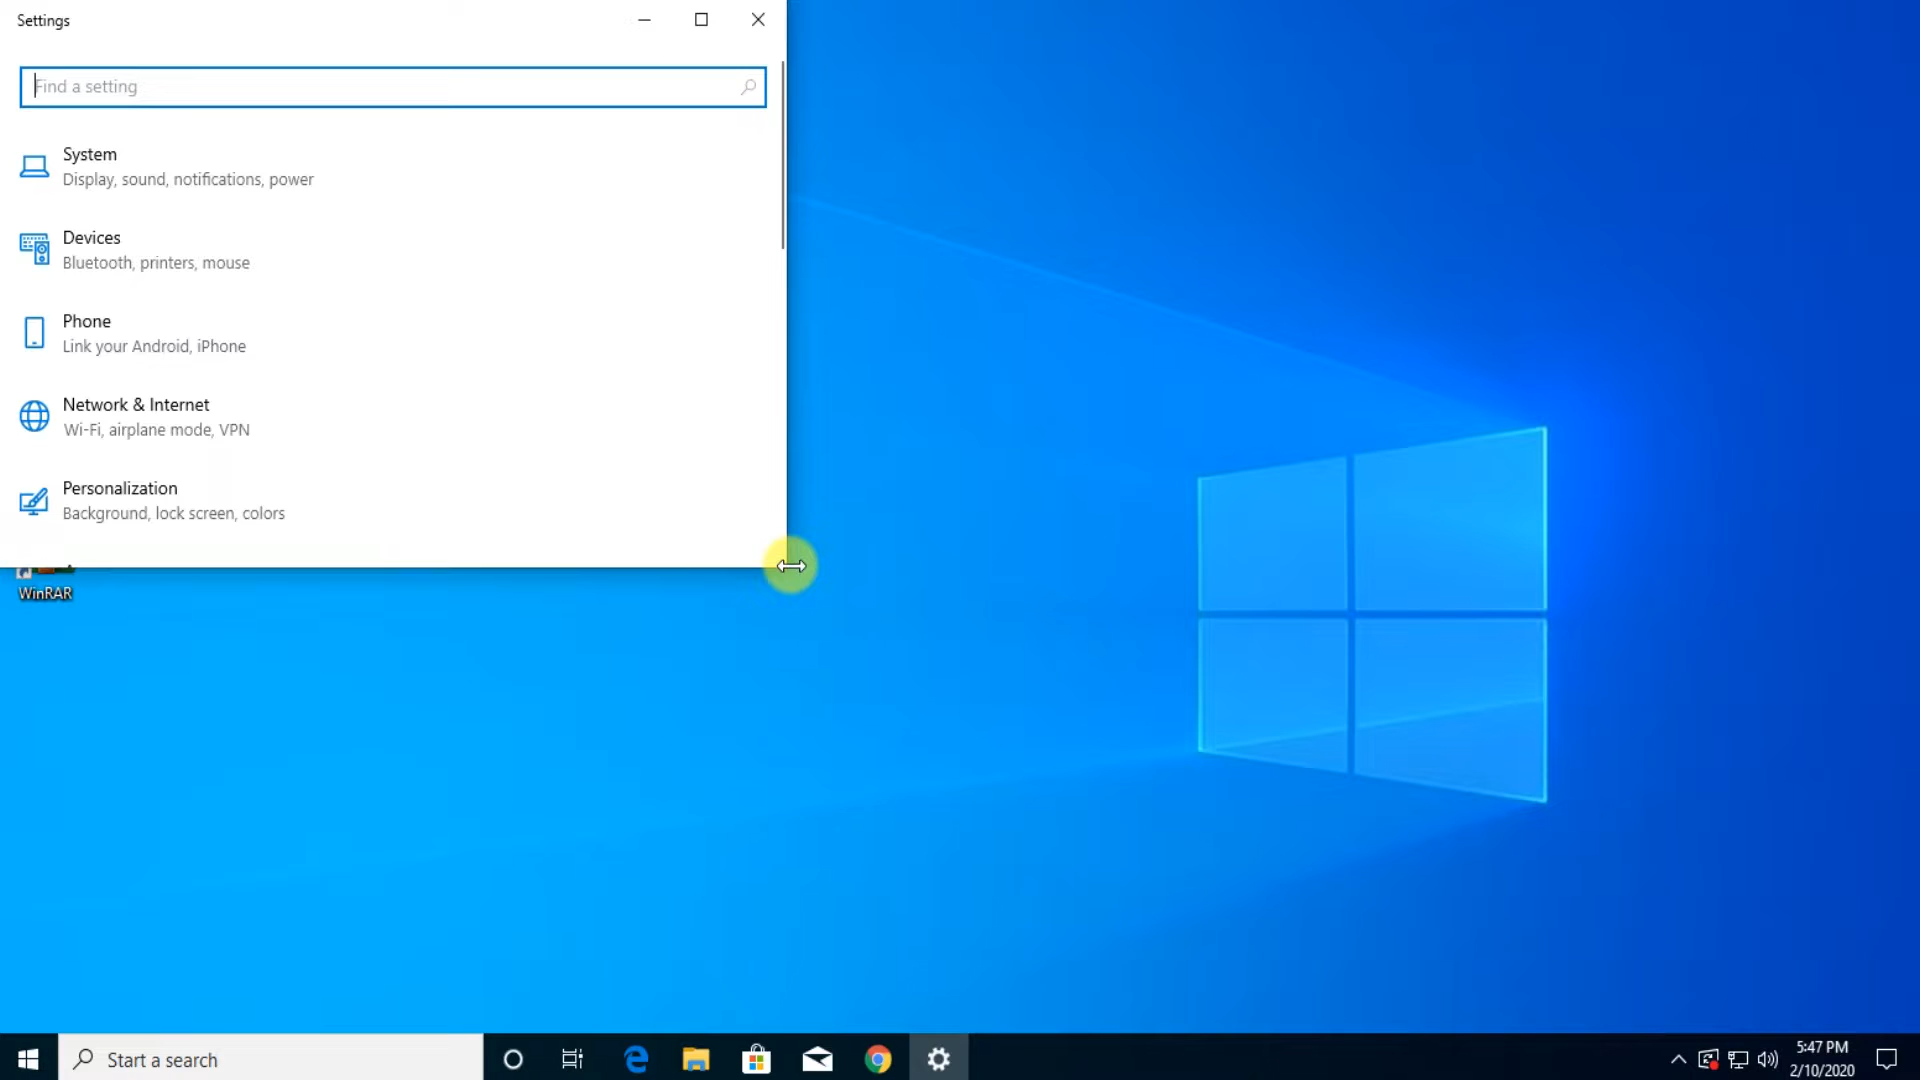 Settings
Find a setting
System
Display, sound, notifications, power
Devices
Bluetooth, printers, mouse
Phone
Link your Android, iPhone
Network & Internet
Wi-Fi, airplane mode, VPN
Personalization
Background, lock screen, colors
WinRAR
Start a search
5:47 PM
2/10/2020